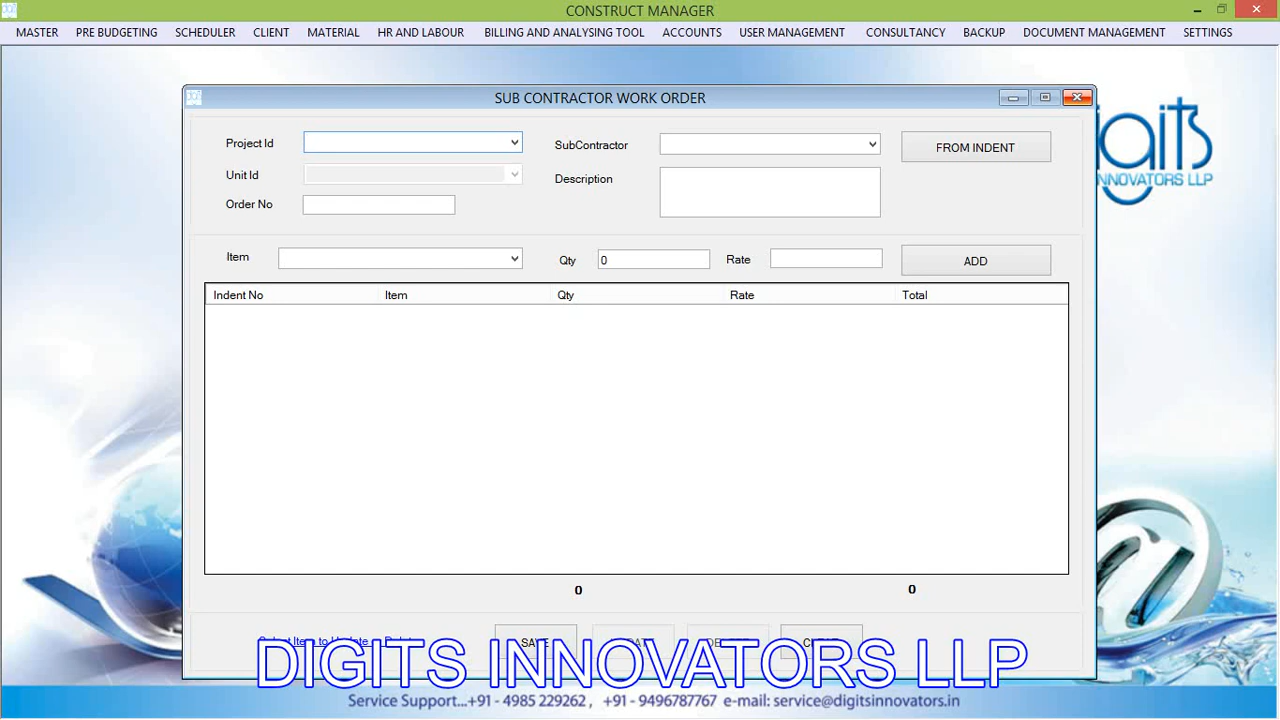 CONSTRUCT MANAGER
MASTER PRE BUDGETING SCHEDULER CLIENT MATERIAL HR AND LABOUR BILLING AND ANALYSING TOOL ACCOUNTS USER MANAGEMENT CONSULTANCY BACKUP DOCUMENT MANAGEMENT SETTINGS
SUB CONTRACTOR WORK ORDER
Project Id SubContractor FROM INDENT
Unit Id Description
Order No
INNOVATORS LLP
Item Qty 0 Rate ADD
Indent No Item Qty Rate Total
0 0
SAVE
DIGITS INNOVATORS LLP
Service Support...+91 - 4985 229262 , +91 - 9496787767 e-mail: service@digitsinnovators.in